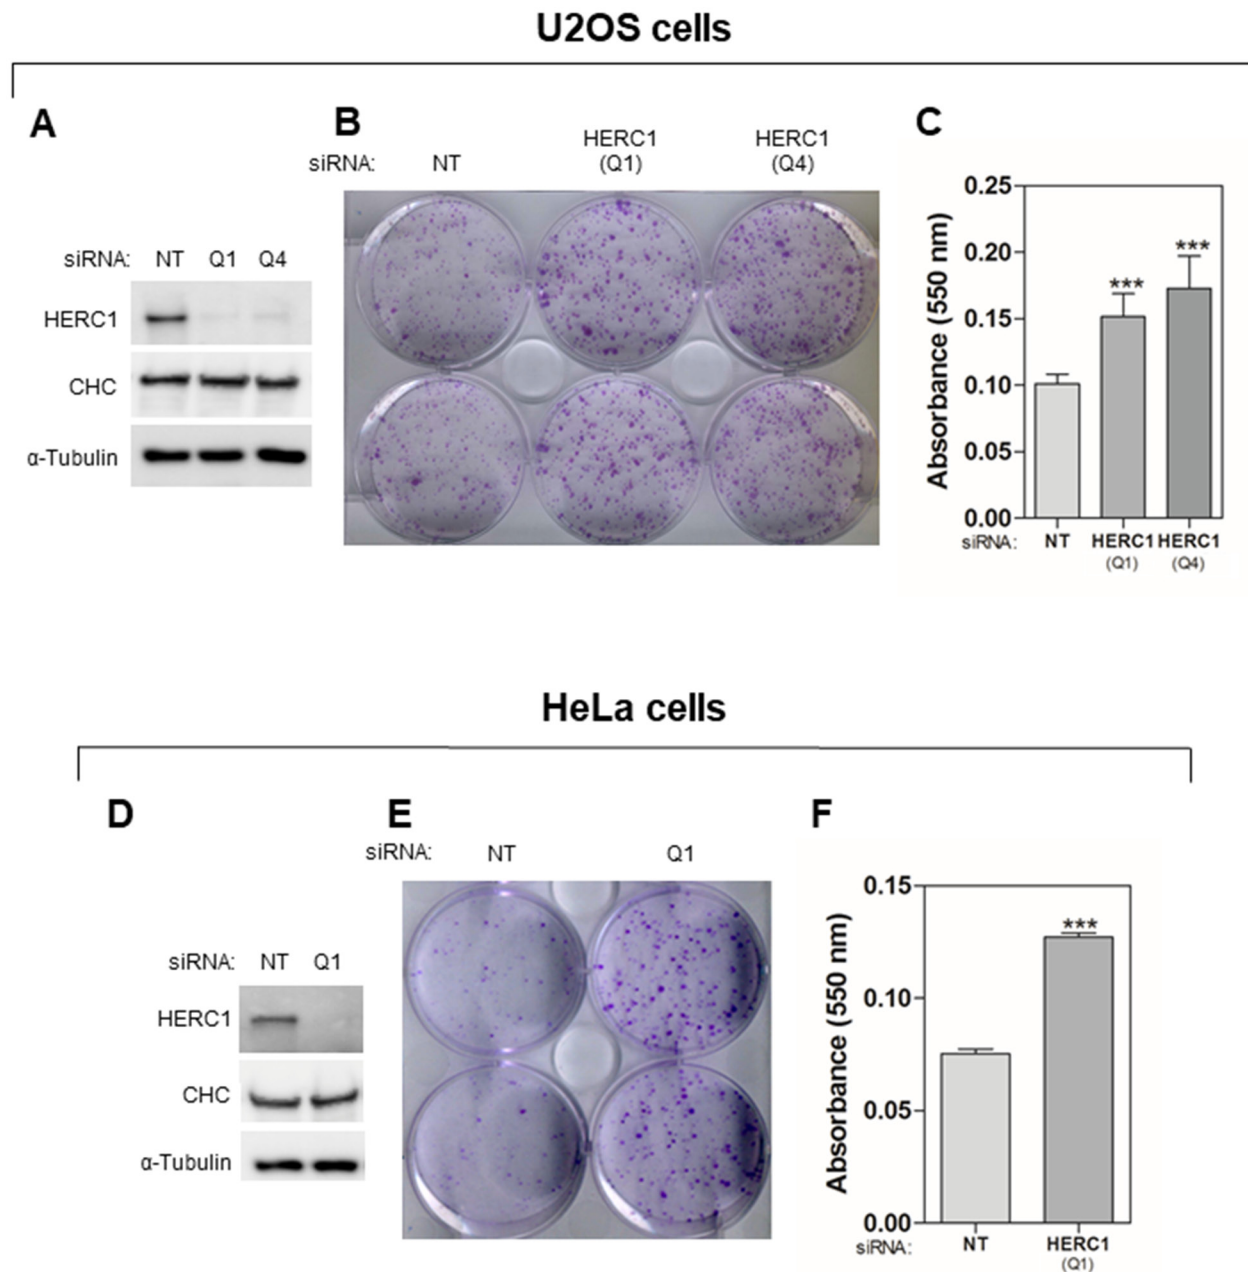 U2OS cells
A
siRNA: NT Q1 Q4
HERC1
CHC
α-Tubulin
B
siRNA: NT HERC1 (Q1) HERC1 (Q4)
C
Absorbance (550 nm)
0.25
0.20
0.15
0.10
0.05
0.00
***
***
siRNA: NT HERC1 HERC1
(Q1) (Q4)
HeLa cells
D
siRNA: NT Q1
HERC1
CHC
α-Tubulin
E
siRNA: NT Q1
F
Absorbance (550 nm)
0.15
0.10
0.05
0.00
***
siRNA: NT HERC1
(Q1)